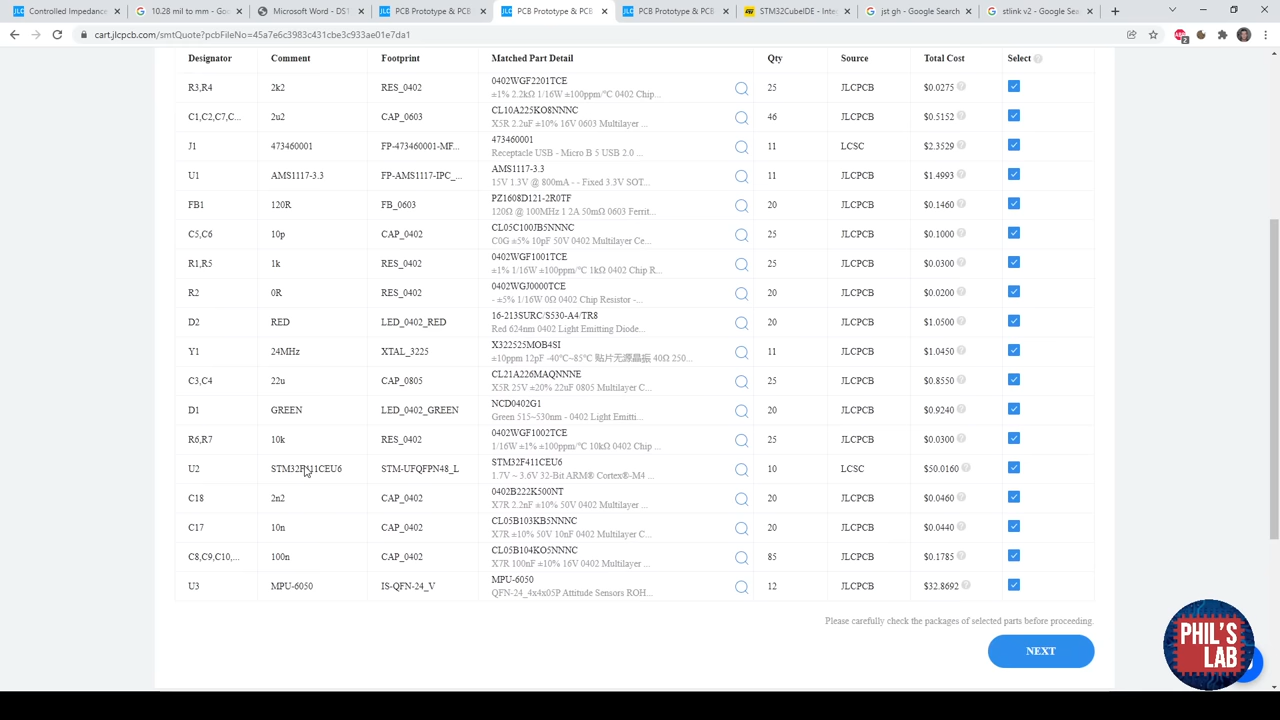 Controlled Impedance
10.28 mil to mm - Go
Microsoft Word - DS1
PCB Prototype & PCB
PCB Prototype & PCB
PCB Prototype & PCB
STM32CubeIDE - Inte
jst gh - Google Search
stlink v2 - Google Sea
cart.jlcpcb.com/smtQuote?pcbFileNo=45a7e6c3983c431cbe3c933ae01e7da1
Designator Comment Footprint Matched Part Detail Qty Source Total Cost Select
R3,R4 2k2 RES_0402 0402WGF2201TCE 25 JLCPCB $0.0275
±1% 2.2kΩ 1/16W ±100ppm/℃ 0402 Chip...
C1,C2,C7,C... 2u2 CAP_0603 CL10A225KO8NNNC 46 JLCPCB $0.5152
X5R 2.2uF ±10% 16V 0603 Multilayer ...
J1 473460001 FP-473460001-MF... 473460001 11 LCSC $2.3529
Receptacle USB - Micro B 5 USB 2.0 ...
U1 AMS1117-3.3 FP-AMS1117-IPC_... AMS1117-3.3 11 JLCPCB $1.4993
15V 1.3V @ 800mA - - Fixed 3.3V SOT...
FB1 120R FB_0603 PZ1608D121-2R0TF 20 JLCPCB $0.1460
120Ω @ 100MHz 1 2A 50mΩ 0603 Ferrit...
C5,C6 10p CAP_0402 CL05C100JB5NNNC 25 JLCPCB $0.1000
C0G ±5% 10pF 50V 0402 Multilayer Ce...
R1,R5 1k RES_0402 0402WGF1001TCE 25 JLCPCB $0.0300
±1% 1/16W ±100ppm/℃ 1kΩ 0402 Chip R...
R2 0R RES_0402 0402WGJ0000TCE 20 JLCPCB $0.0200
- ±5% 1/16W 0Ω 0402 Chip Resistor -...
D2 RED LED_0402_RED 16-213SURC/S530-A4/TR8 20 JLCPCB $1.0500
Red 624nm 0402 Light Emitting Diode...
Y1 24MHz XTAL_3225 X322525MOB4SI 11 JLCPCB $1.0450
±10ppm 12pF -40℃~85℃ 贴片无源晶振 40Ω 250...
C3,C4 22u CAP_0805 CL21A226MAQNNNE 25 JLCPCB $0.8550
X5R 25V ±20% 22uF 0805 Multilayer C...
D1 GREEN LED_0402_GREEN NCD0402G1 20 JLCPCB $0.9240
Green 515~530nm - 0402 Light Emitti...
R6,R7 10k RES_0402 0402WGF1002TCE 25 JLCPCB $0.0300
1/16W ±1% ±100ppm/℃ 10kΩ 0402 Chip ...
U2 STM32F411CEU6 STM-UFQFPN48_L STM32F411CEU6 10 LCSC $50.0160
1.7V ~ 3.6V 32-Bit ARM® Cortex®-M4 ...
C18 2n2 CAP_0402 0402B222K500NT 20 JLCPCB $0.0460
X7R 2.2nF ±10% 50V 0402 Multilayer ...
C17 10n CAP_0402 CL05B103KB5NNNC 20 JLCPCB $0.0440
X7R ±10% 50V 10nF 0402 Multilayer C...
C8,C9,C10,... 100n CAP_0402 CL05B104KO5NNNC 85 JLCPCB $0.1785
X7R 100nF ±10% 16V 0402 Multilayer C...
U3 MPU-6050 IS-QFN-24_V MPU-6050 12 JLCPCB $32.8692
QFN-24_4x4x05P Attitude Sensors ROH...
Please carefully check the packages of selected parts before proceeding.
NEXT
PHIL'S
LAB